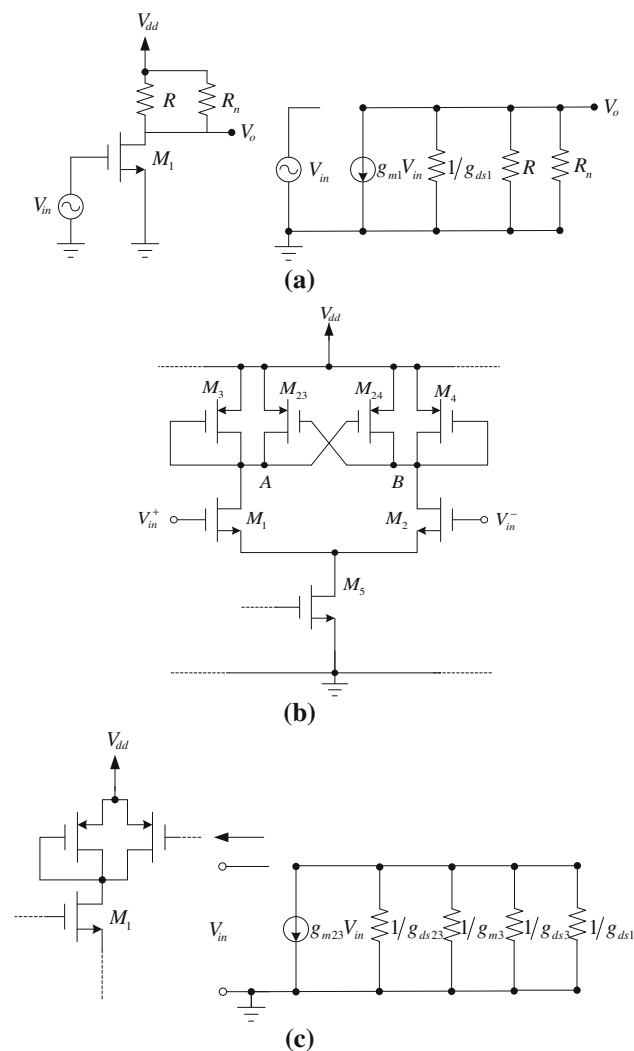 V_dd
R R_n
V_o
M_1
V_in
V_in g_m1V_in 1/g_ds1 R R_n V_o
(a)
V_dd
M_3 M_23 M_24 M_4
A B
V_in^+ M_1 M_2 V_in^-
M_5
(b)
V_dd
M_1
V_in g_m23V_in 1/g_ds23 1/g_m3 1/g_ds3 1/g_ds1
(c)